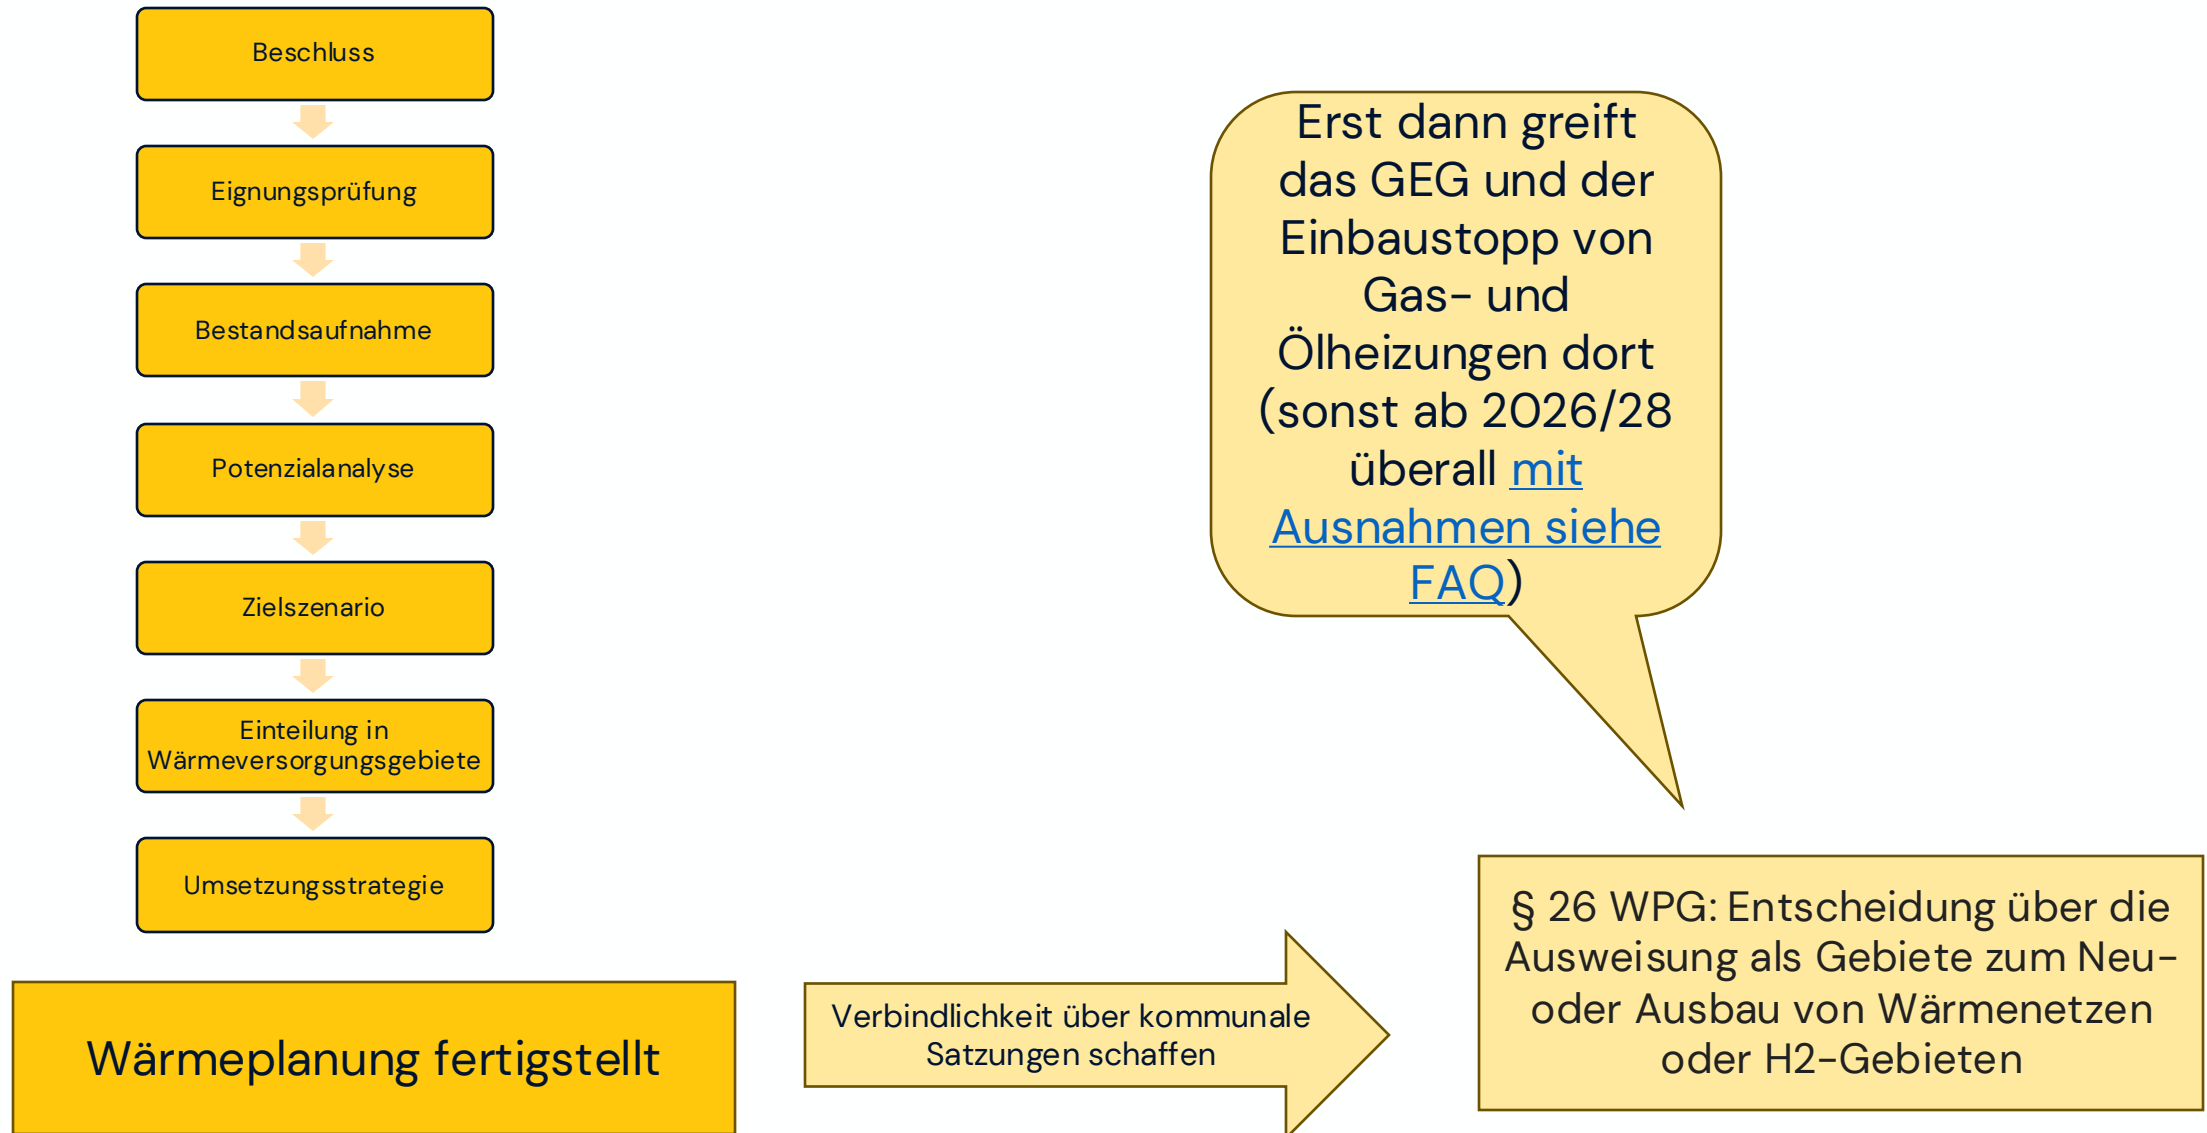 Beschluss
Eignungsprüfung
Bestandsaufnahme
Potenzialanalyse
Zielszenario
Einteilung in
Wärmeversorgungsgebiete
Umsetzungsstrategie
Wärmeplanung fertigstellt
Verbindlichkeit über kommunale
Satzungen schaffen
Erst dann greift
das GEG und der
Einbaustopp von
Gas- und
Ölheizungen dort
(sonst ab 2026/28
überall mit
Ausnahmen siehe
FAQ)
§ 26 WPG: Entscheidung über die
Ausweisung als Gebiete zum Neu-
oder Ausbau von Wärmenetzen
oder H2-Gebieten